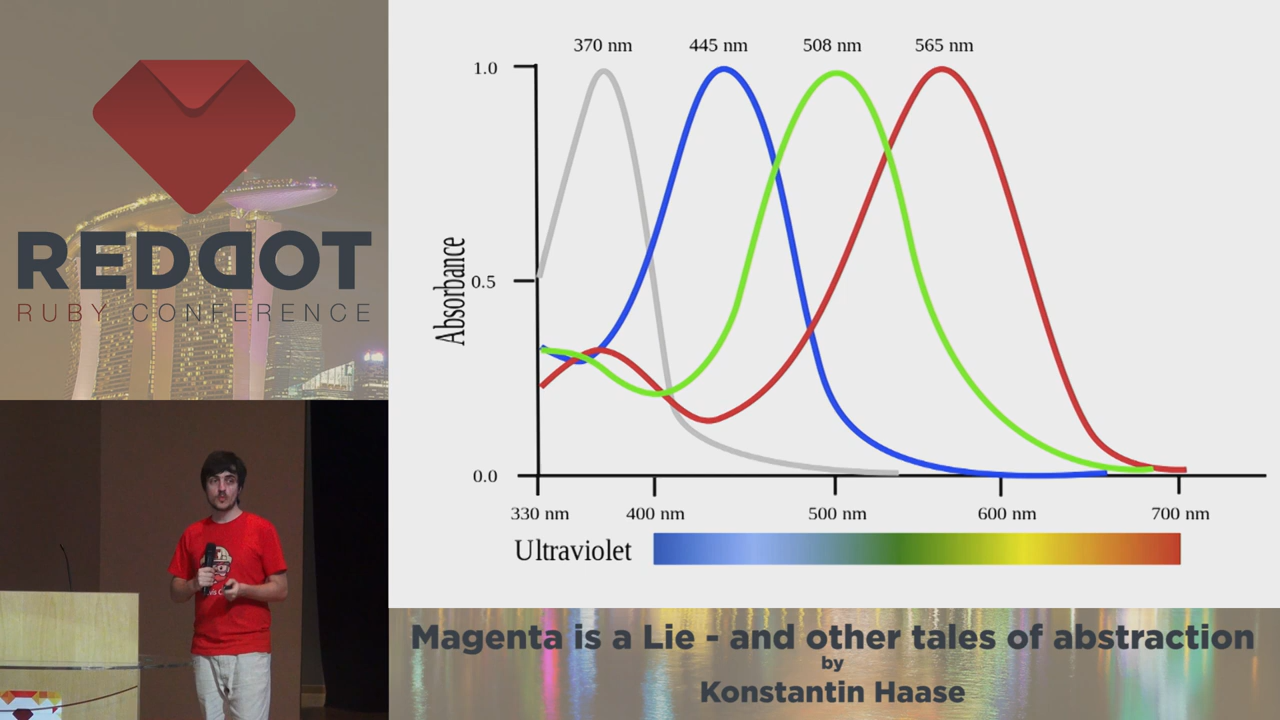 REDDOT
RUBY CONFERENCE
370 nm
445 nm
508 nm
565 nm
1.0
0.5
0.0
Absorbance
330 nm
400 nm
500 nm
600 nm
700 nm
Ultraviolet
Magenta is a Lie - and other tales of abstraction
by
Konstantin Haase